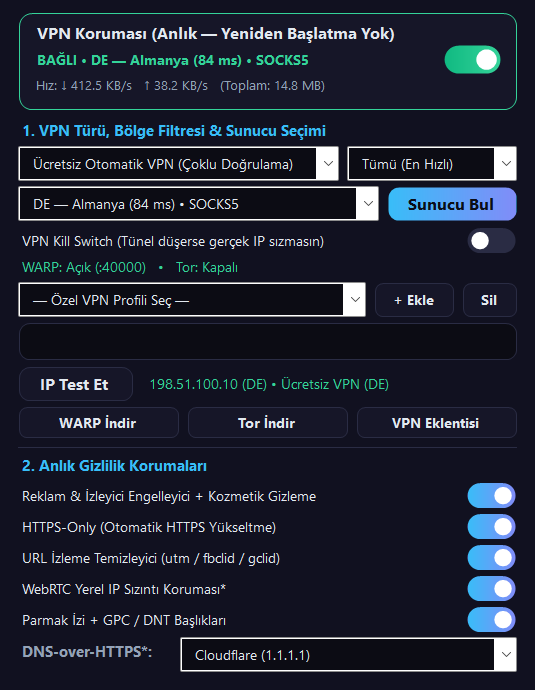 VPN Koruması (Anlık — Yeniden Başlatma Yok)
BAĞLI • DE — Almanya (84 ms) • SOCKS5
Hız: ↓ 412.5 KB/s ↑ 38.2 KB/s (Toplam: 14.8 MB)
1. VPN Türü, Bölge Filtresi & Sunucu Seçimi
Ücretsiz Otomatik VPN (Çoklu Doğrulama) Tümü (En Hızlı)
DE — Almanya (84 ms) • SOCKS5 Sunucu Bul
VPN Kill Switch (Tünel düşerse gerçek IP sızmasın)
WARP: Açık (:40000) • Tor: Kapalı
— Özel VPN Profili Seç — + Ekle Sil
IP Test Et 198.51.100.10 (DE) • Ücretsiz VPN (DE)
WARP İndir Tor İndir VPN Eklentisi
2. Anlık Gizlilik Korumaları
Reklam & İzleyici Engelleyici + Kozmetik Gizleme
HTTPS-Only (Otomatik HTTPS Yükseltme)
URL İzleme Temizleyici (utm / fbclid / gclid)
WebRTC Yerel IP Sızıntı Koruması*
Parmak İzi + GPC / DNT Başlıkları
DNS-over-HTTPS*: Cloudflare (1.1.1.1)